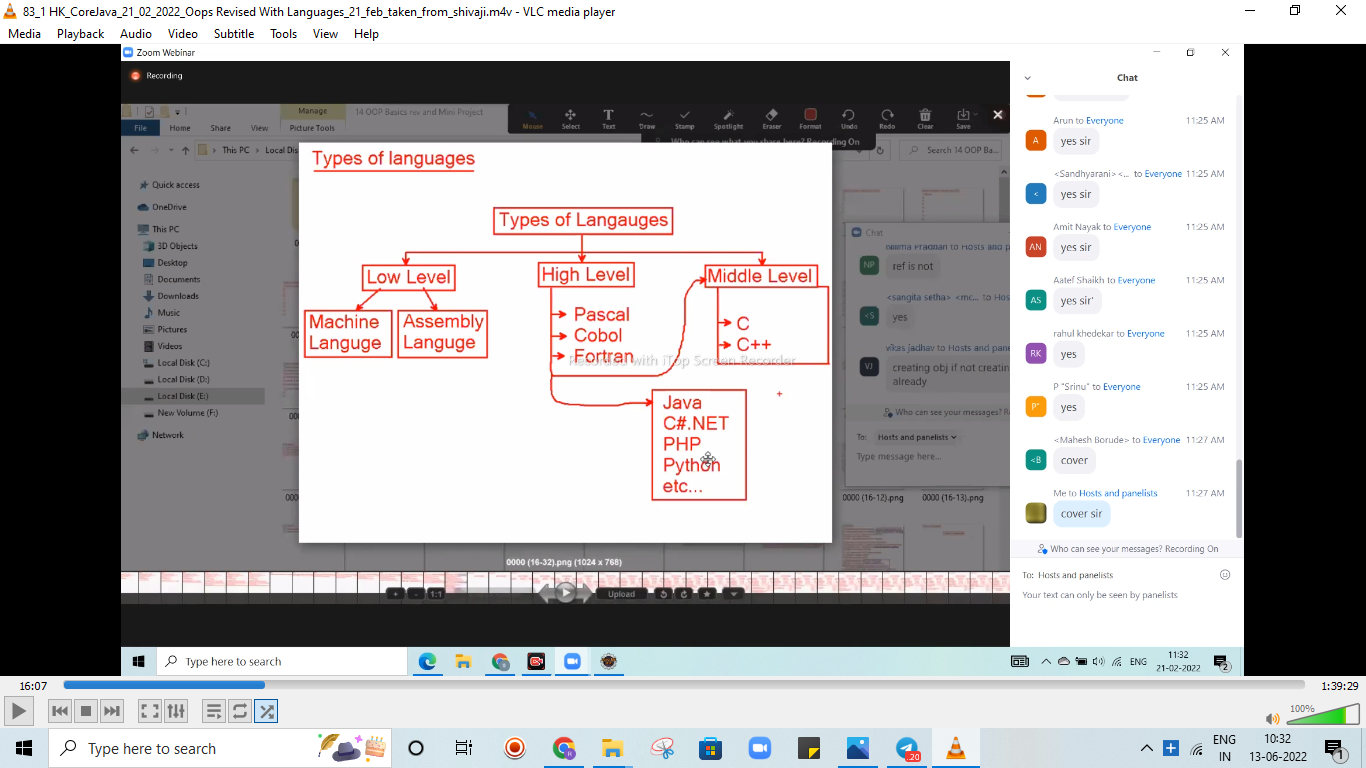 83_1 HK_CoreJava_21_02_2022_Oops Revised With Languages_21_feb_taken_from_shivaji.m4v - VLC media player
Media Playback Audio Video Subtitle Tools View Help
Zoom Webinar
Recording
Manage
14 OOP Basics rev and Mini Project
File Home Share View Picture Tools
Mouse Select Text Draw Stamp Spotlight Eraser Format Undo Redo Clear Save
Who can see what you share here? Recording On
This PC
Local Dis
Search 14 OOP Ba...
Quick access
OneDrive
This PC
3D Objects
Desktop
Documents
Downloads
Music
Pictures
Videos
Local Disk (C:)
Local Disk (D:)
Local Disk (E:)
New Volume (F:)
Network
Types of languages
Types of Langauges
Low Level
High Level
Middle Level
Machine
Languge
Assembly
Languge
Pascal
Cobol
Fortran
C
C++
Recorded with iTop Screen Recorder
Java
C#.NET
PHP
Python
etc...
Chat
to Hosts and p
NP
ref is not
<sangita setha> <mc... to Hos
<S
yes
vikas jadhav to Hosts and pane
VJ
creating obj if not creatin
already
Who can see your messages? R
To: Hosts and panelists
Type message here...
0000 (16-12).png
0000 (16-13).png
0000 (16-32).png (1024 x 768)
+ - 1:1
Upload
Chat
Arun to Everyone 11:25 AM
A
yes sir
<Sandhyarani><... to Everyone 11:25 AM
<
yes sir
Amit Nayak to Everyone 11:25 AM
AN
yes sir
Aatef Shaikh to Everyone 11:25 AM
AS
yes sir'
rahul khedekar to Everyone 11:25 AM
RK
yes
P "Srinu" to Everyone 11:25 AM
P"
yes
<Mahesh Borude> to Everyone 11:27 AM
<B
cover
Me to Hosts and panelists 11:27 AM
cover sir
Who can see your messages? Recording On
To: Hosts and panelists
Your text can only be seen by panelists
Type here to search
ENG
11:32
21-02-2022
2
16:07
1:39:29
100%
Type here to search
20
ENG
IN
10:32
13-06-2022
1